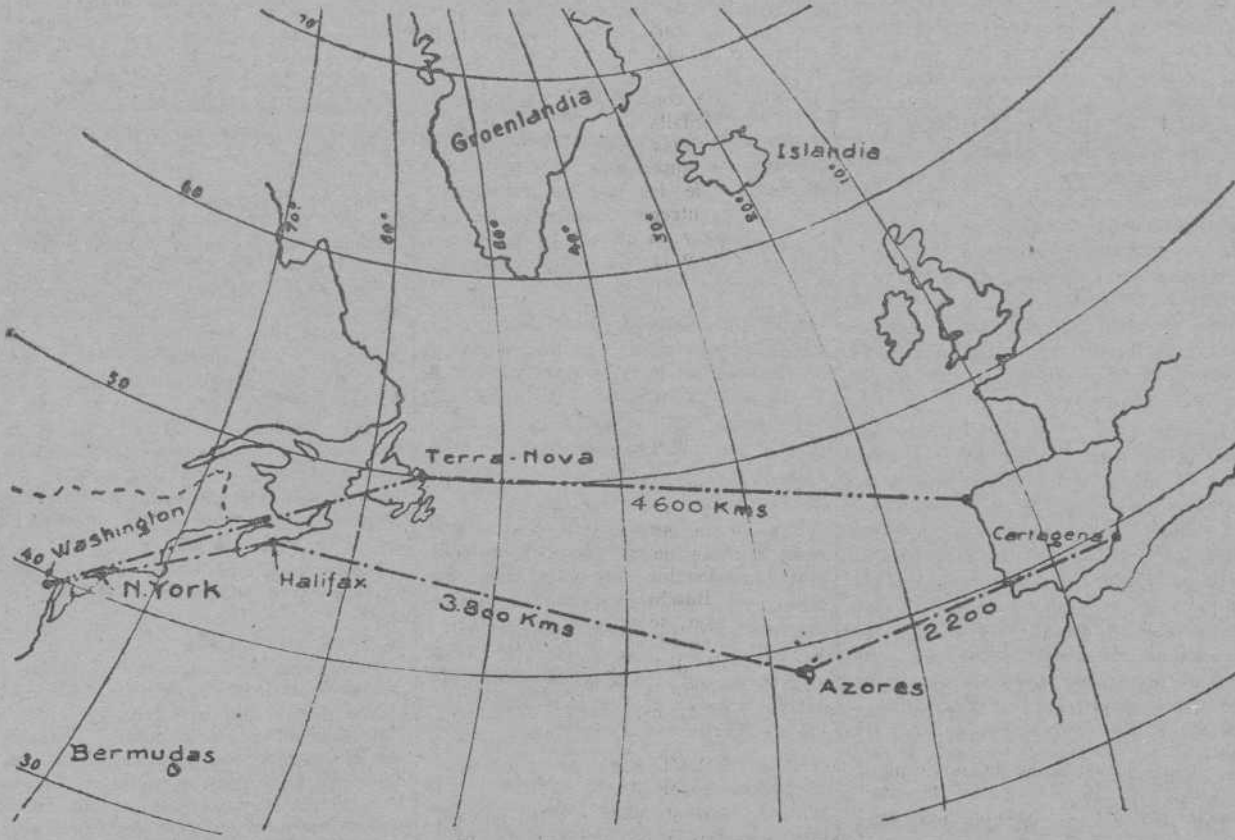 70
Groenlandia
Islandia
10°
60
70°
60°
50°
40°
30°
20°
50
Terra-Nova
4600 Kms
Washington
Cartagena
40
N.York
Halifax
3.800 Kms
2200
Azores
Bermudas
30